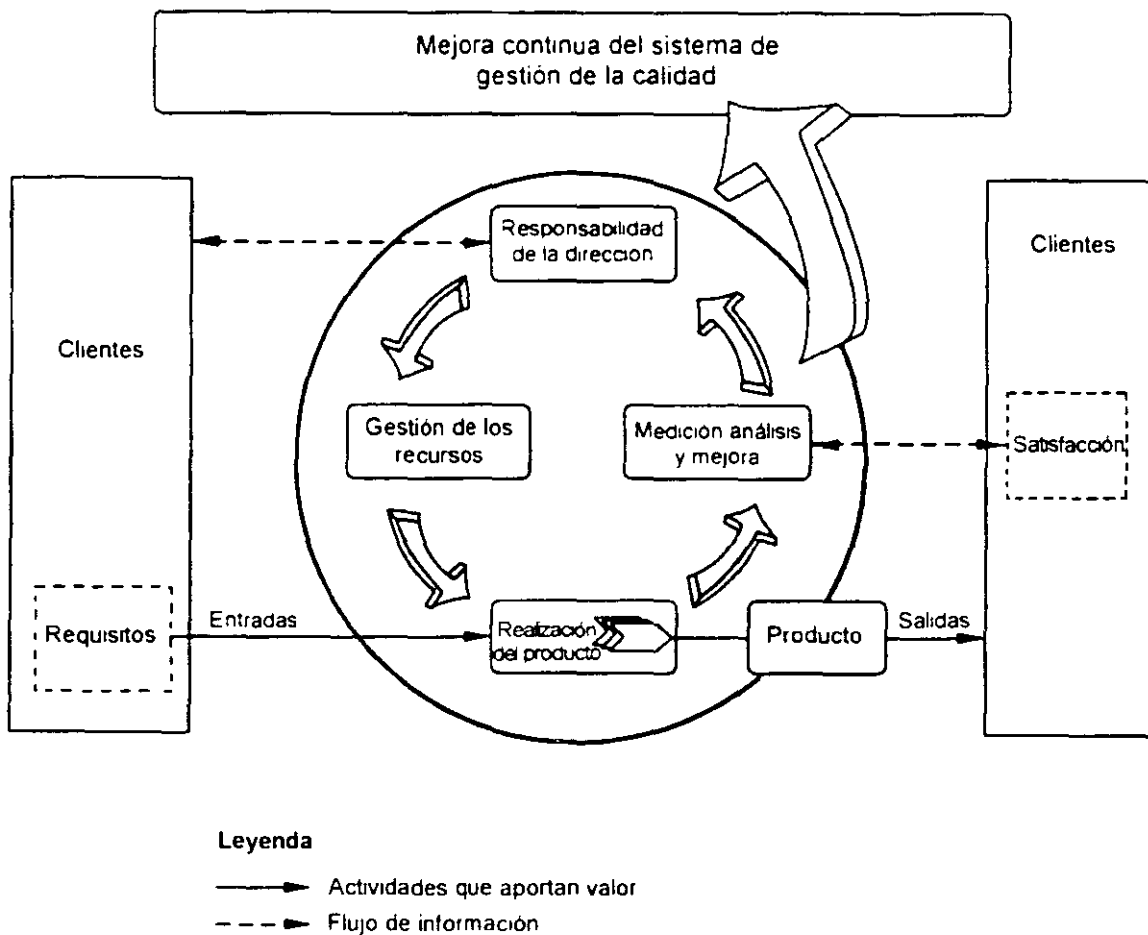 Mejora continua del sistema de
gestión de la calidad
Responsabilidad
de la dirección
Clientes
Clientes
Gestión de los
recursos
Medición análisis
y mejora
Satisfacción
Requisitos
Entradas
Realización
del producto
Producto
Salidas
Leyenda
Actividades que aportan valor
Flujo de información